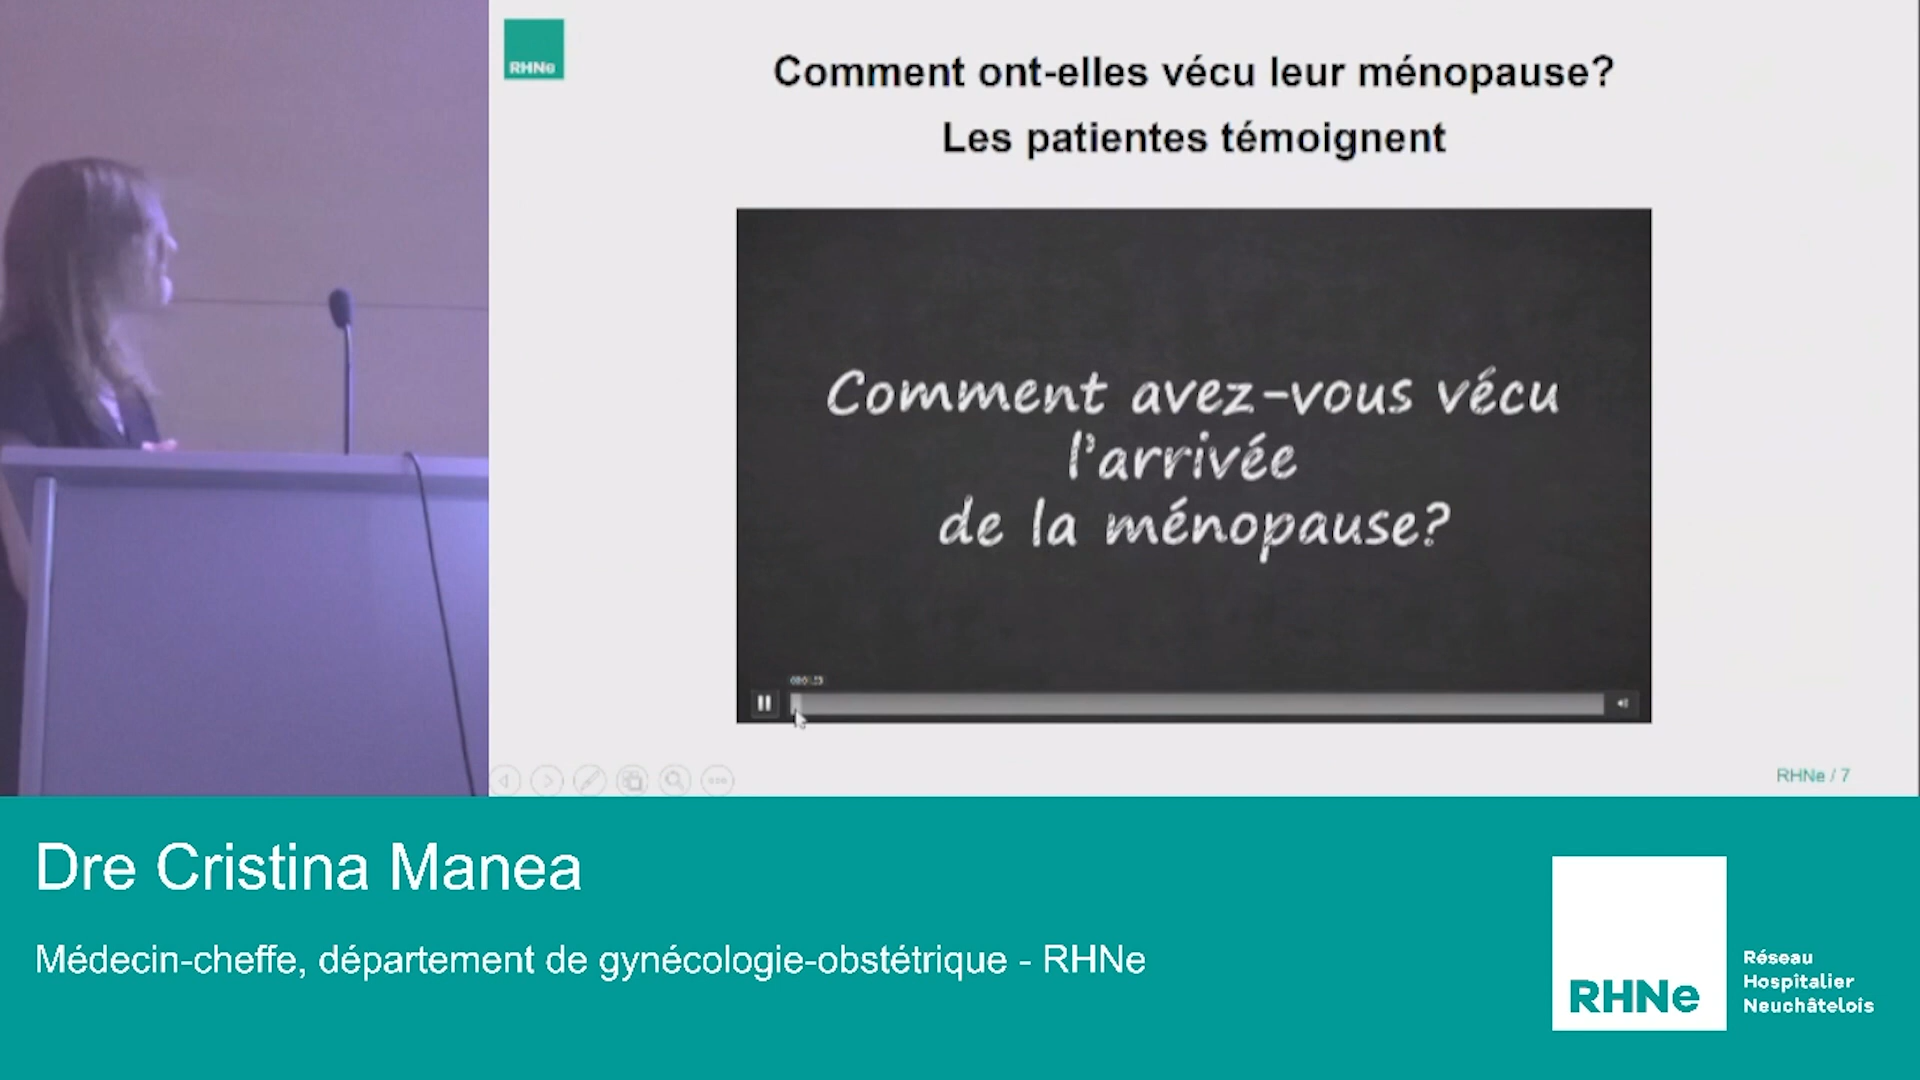 RHNe
Comment ont-elles vécu leur ménopause?
Les patientes témoignent
Comment avez-vous vécu
l'arrivée
de la ménopause?
RHNe / 7
Dre Cristina Manea
Médecin-cheffe, département de gynécologie-obstétrique - RHNe
RHNe
Réseau
Hospitalier
Neuchâtelois